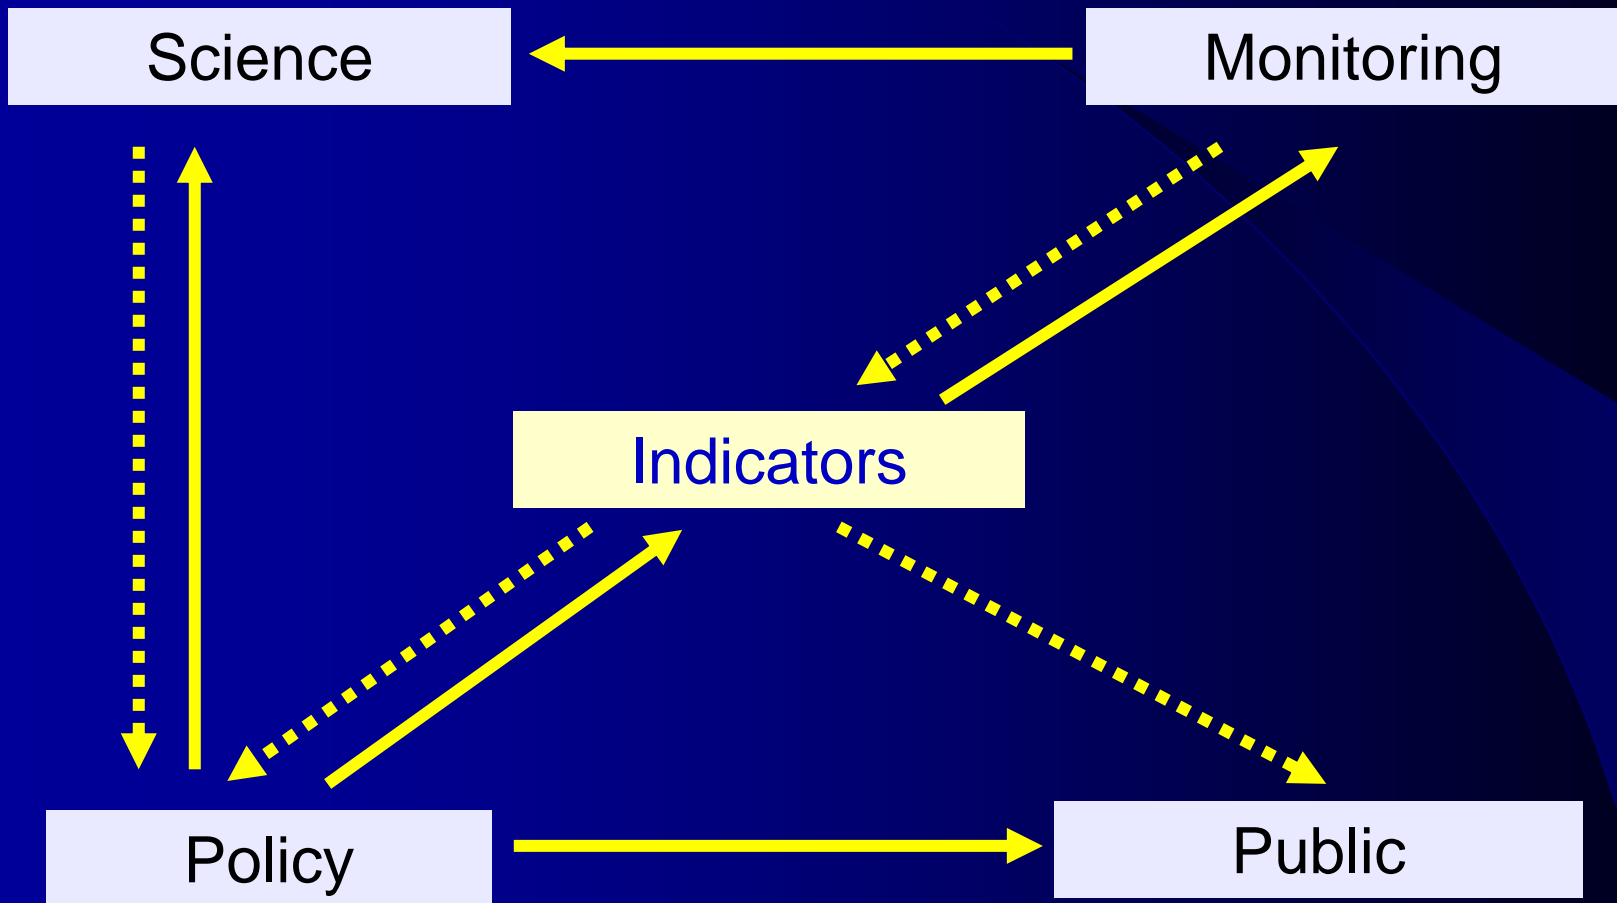 Science
Monitoring
Indicators
Policy
Public